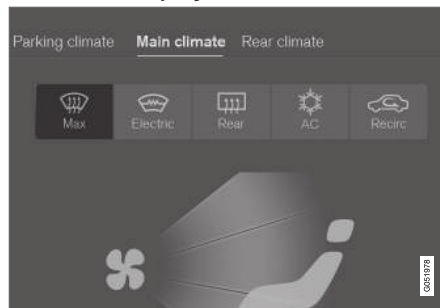 Parking climate Main climate Rear climate
Max Electric Rear AC Recirc
G051978